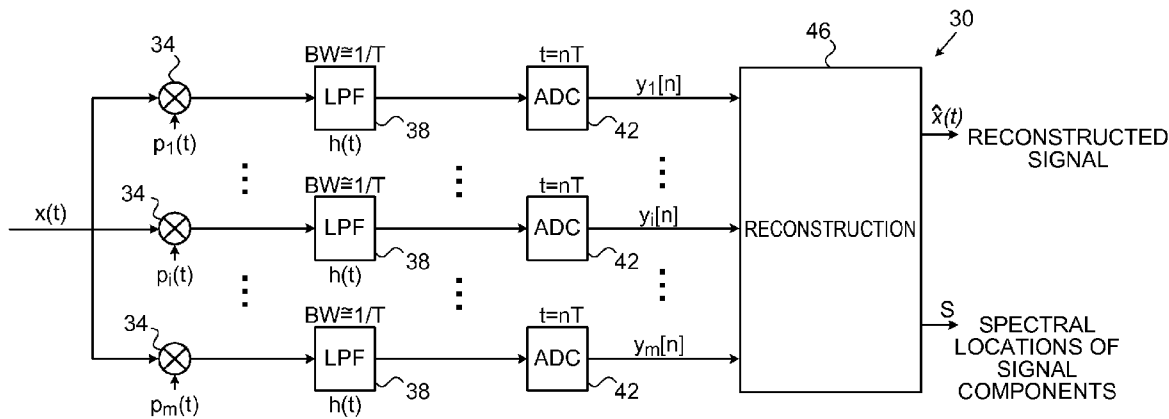 30
46
34
BW≅1/T
t=nT
LPF
ADC
y1[n]
38
42
p1(t)
h(t)
x̂(t)
RECONSTRUCTED
SIGNAL
34
BW≅1/T
t=nT
x(t)
LPF
ADC
yi[n]
RECONSTRUCTION
38
42
pi(t)
h(t)
34
BW≅1/T
t=nT
LPF
ADC
ym[n]
38
42
pm(t)
h(t)
S
SPECTRAL
LOCATIONS OF
SIGNAL
COMPONENTS